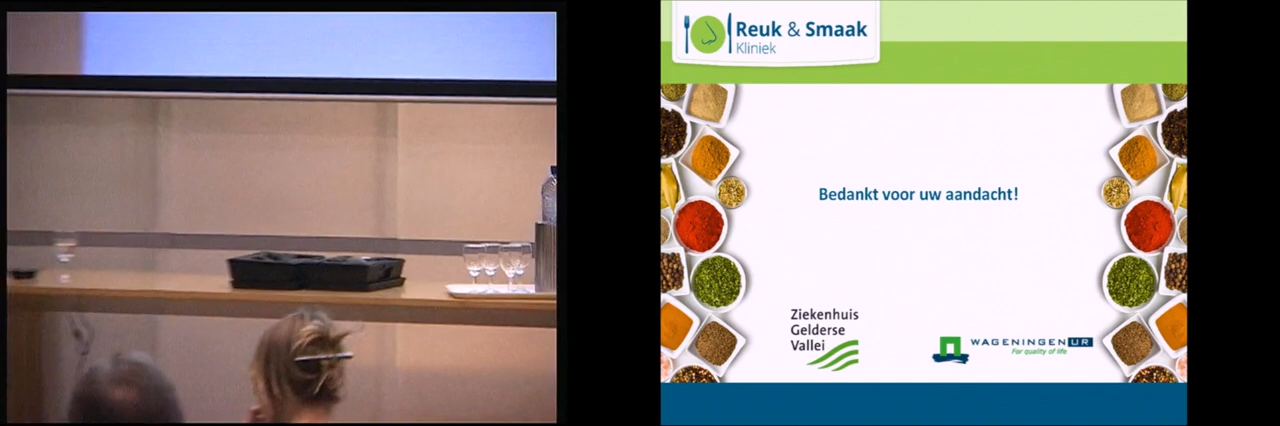 Reuk & Smaak
Kliniek
Bedankt voor uw aandacht!
Ziekenhuis
Gelderse
Vallei
WAGENINGEN UR
For quality of life